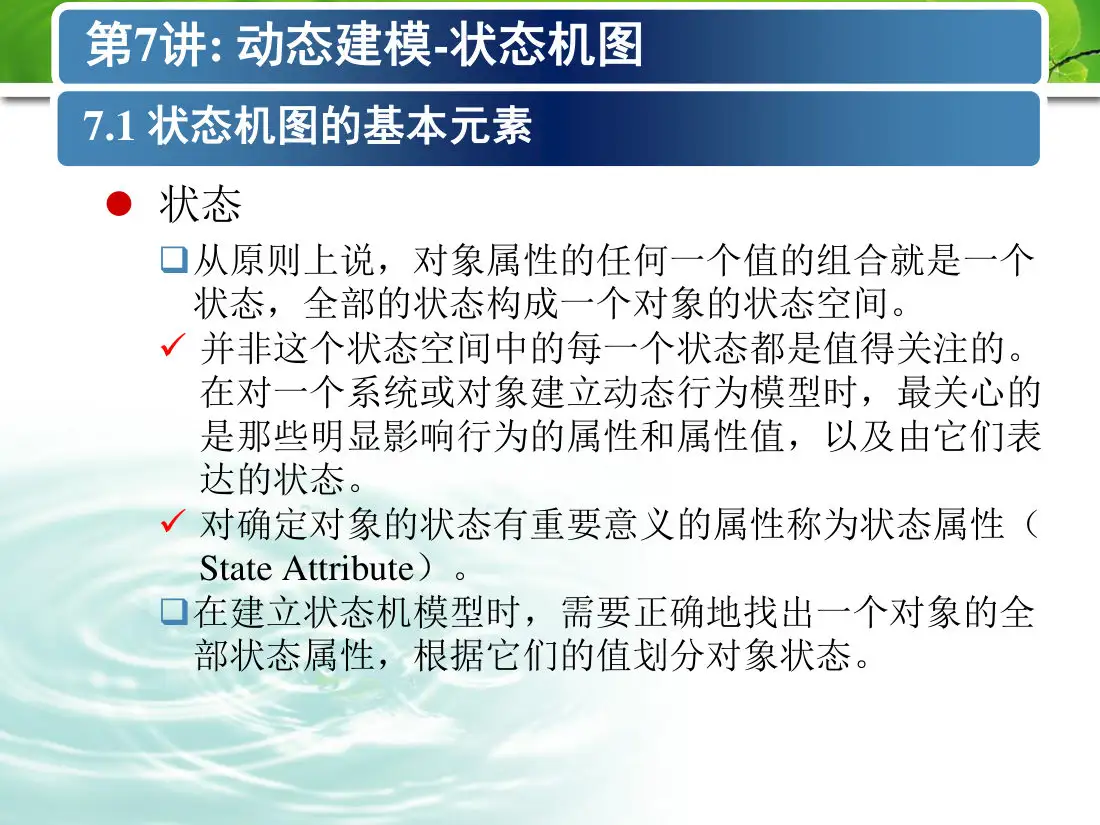 第7讲: 动态建模-状态机图
7.1 状态机图的基本元素
状态
从原则上说，对象属性的任何一个值的组合就是一个
状态，全部的状态构成一个对象的状态空间。
并非这个状态空间中的每一个状态都是值得关注的。
在对一个系统或对象建立动态行为模型时，最关心的
是那些明显影响行为的属性和属性值，以及由它们表
达的状态。
对确定对象的状态有重要意义的属性称为状态属性（
State Attribute）。
在建立状态机模型时，需要正确地找出一个对象的全
部状态属性，根据它们的值划分对象状态。